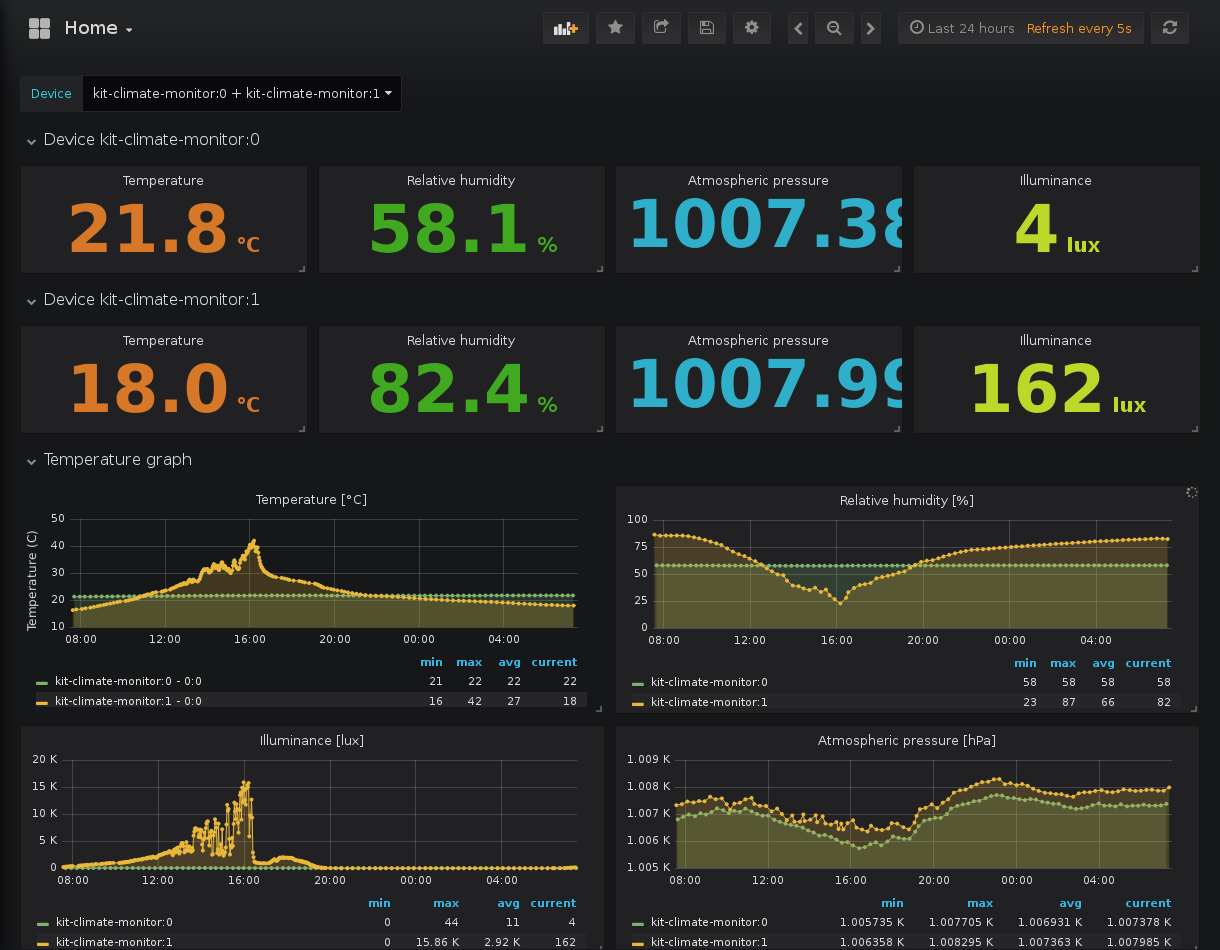 Home
Last 24 hours Refresh every 5s
Device kit-climate-monitor:0 + kit-climate-monitor:1
Device kit-climate-monitor:0
Temperature Relative humidity Atmospheric pressure Illuminance
21.8 °C 58.1 % 1007.38 4 lux
Device kit-climate-monitor:1
Temperature Relative humidity Atmospheric pressure Illuminance
18.0 °C 82.4 % 1007.99 162 lux
Temperature graph
Temperature [°C]
Temperature (C)
50
40
30
20
10
08:00 12:00 16:00 20:00 00:00 04:00
min max avg current
kit-climate-monitor:0 - 0:0 21 22 22 22
kit-climate-monitor:1 - 0:0 16 42 27 18
Relative humidity [%]
100
75
50
25
0
08:00 12:00 16:00 20:00 00:00 04:00
min max avg current
kit-climate-monitor:0 58 58 58 58
kit-climate-monitor:1 23 87 66 82
Illuminance [lux]
20 K
15 K
10 K
5 K
0
08:00 12:00 16:00 20:00 00:00 04:00
min max avg current
kit-climate-monitor:0 0 44 11 4
kit-climate-monitor:1 0 15.86 K 2.92 K 162
Atmospheric pressure [hPa]
1.009 K
1.008 K
1.007 K
1.006 K
1.005 K
08:00 12:00 16:00 20:00 00:00 04:00
min max avg current
kit-climate-monitor:0 1.005735 K 1.007705 K 1.006931 K 1.007378 K
kit-climate-monitor:1 1.006358 K 1.008295 K 1.007363 K 1.007985 K